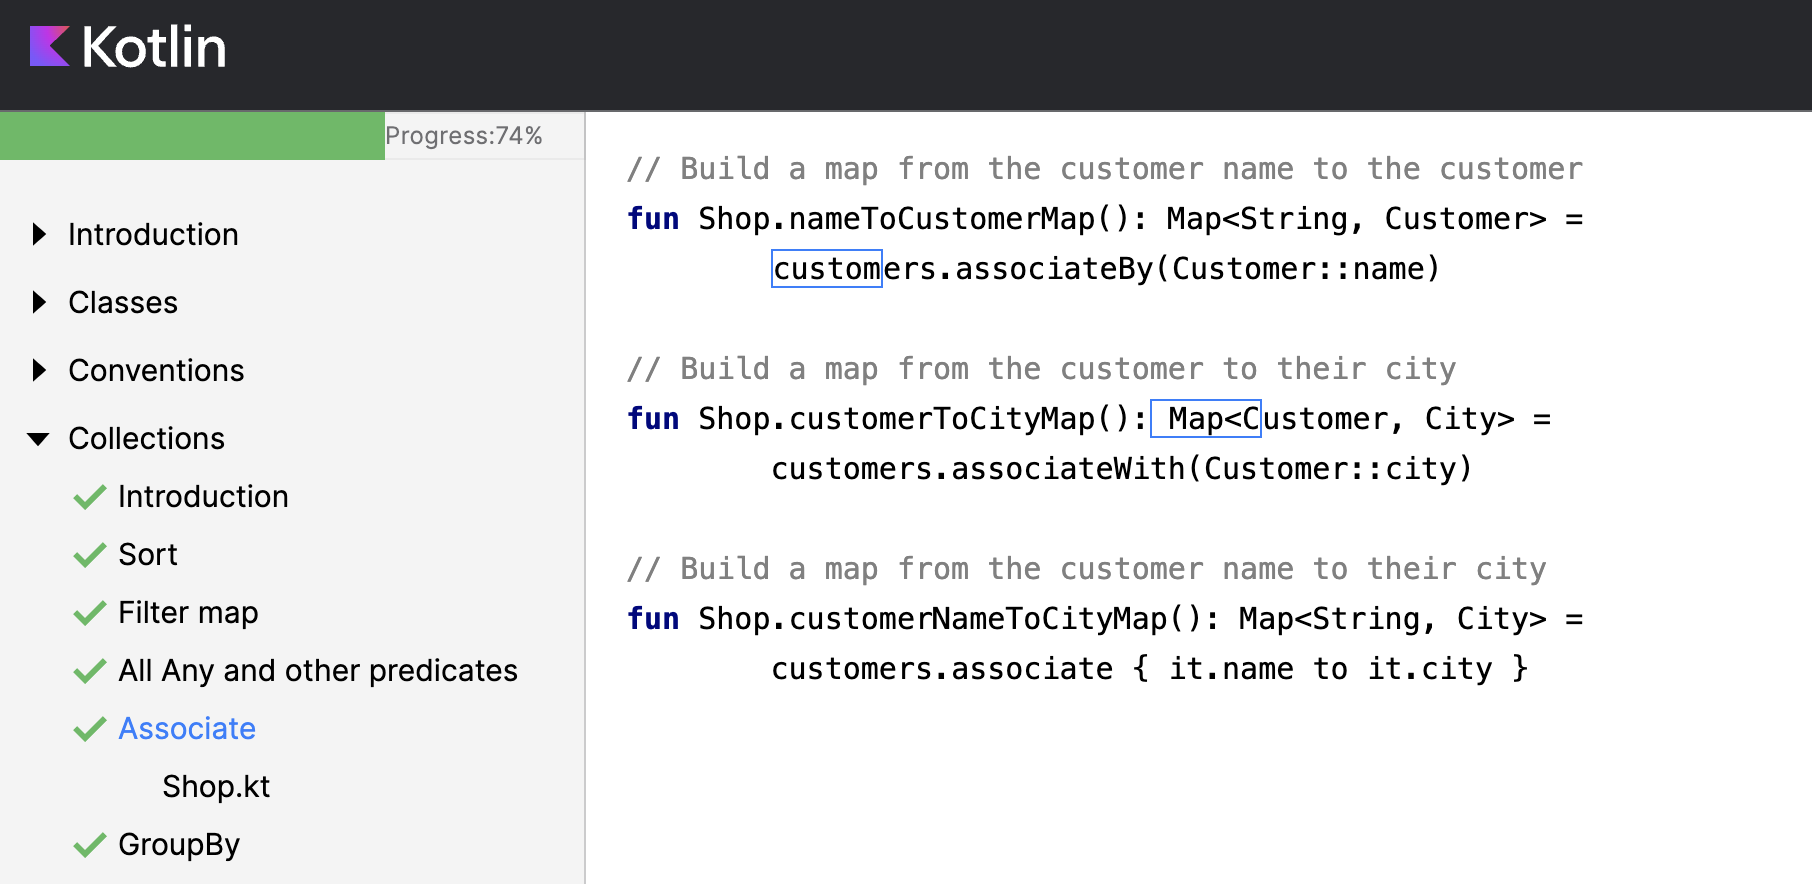 Kotlin
Progress:74%
Introduction
Classes
Conventions
Collections
Introduction
Sort
Filter map
All Any and other predicates
Associate
Shop.kt
GroupBy
// Build a map from the customer name to the customer
fun Shop.nameToCustomerMap(): Map<String, Customer> =
        customers.associateBy(Customer::name)
// Build a map from the customer to their city
fun Shop.customerToCityMap(): Map<Customer, City> =
        customers.associateWith(Customer::city)
// Build a map from the customer name to their city
fun Shop.customerNameToCityMap(): Map<String, City> =
        customers.associate { it.name to it.city }